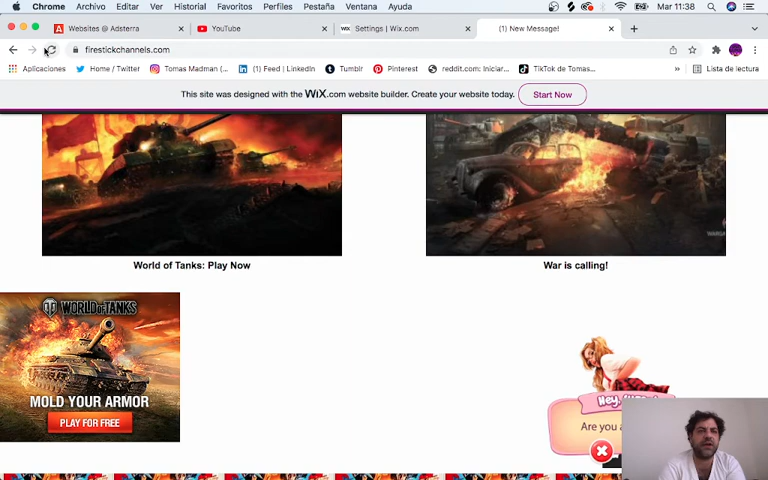 Chrome Archivo Editar Ver Historial Favoritos Perfiles Pestaña Ventana Ayuda Mar 11:38
Websites @ Adsterra YouTube Settings | Wix.com (1) New Message!
firestickchannels.com
Aplicaciones Home / Twitter Tomas Madman (... (1) Feed | LinkedIn Tumblr Pinterest reddit.com: Iniciar... TikTok de Tomas... » Lista de lectura
This site was designed with the WiX.com website builder. Create your website today. Start Now
World of Tanks: Play Now
War is calling!
WORLD OF TANKS
MOLD YOUR ARMOR
PLAY FOR FREE
Hey,
Are you